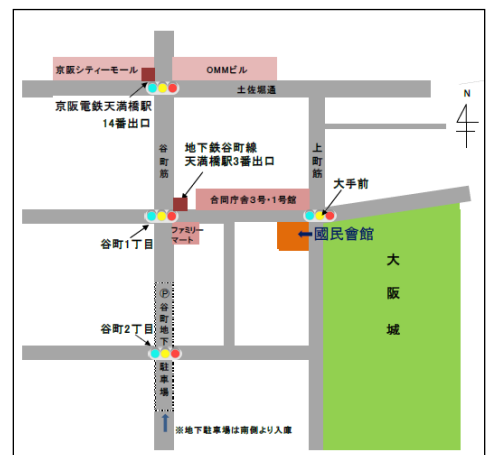 京阪シティーモール
OMMビル
土佐堀通
N
京阪電鉄天満橋駅
14番出口
谷町筋
地下鉄谷町線
天満橋駅3番出口
上町筋
大手前
合同庁舎3号・1号館
谷町1丁目
ファミリー
マート
←國民會館
大阪城
Ⓟ谷町地下駐車場
谷町2丁目
※地下駐車場は南側より入庫